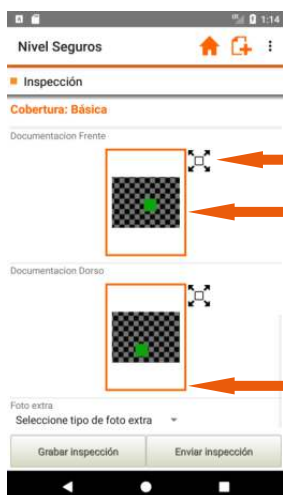 1:14
Nivel Seguros
Inspección
Cobertura: Básica
Documentacion Frente
Documentacion Dorso
Foto extra
Seleccione tipo de foto extra
Grabar inspección Enviar inspección